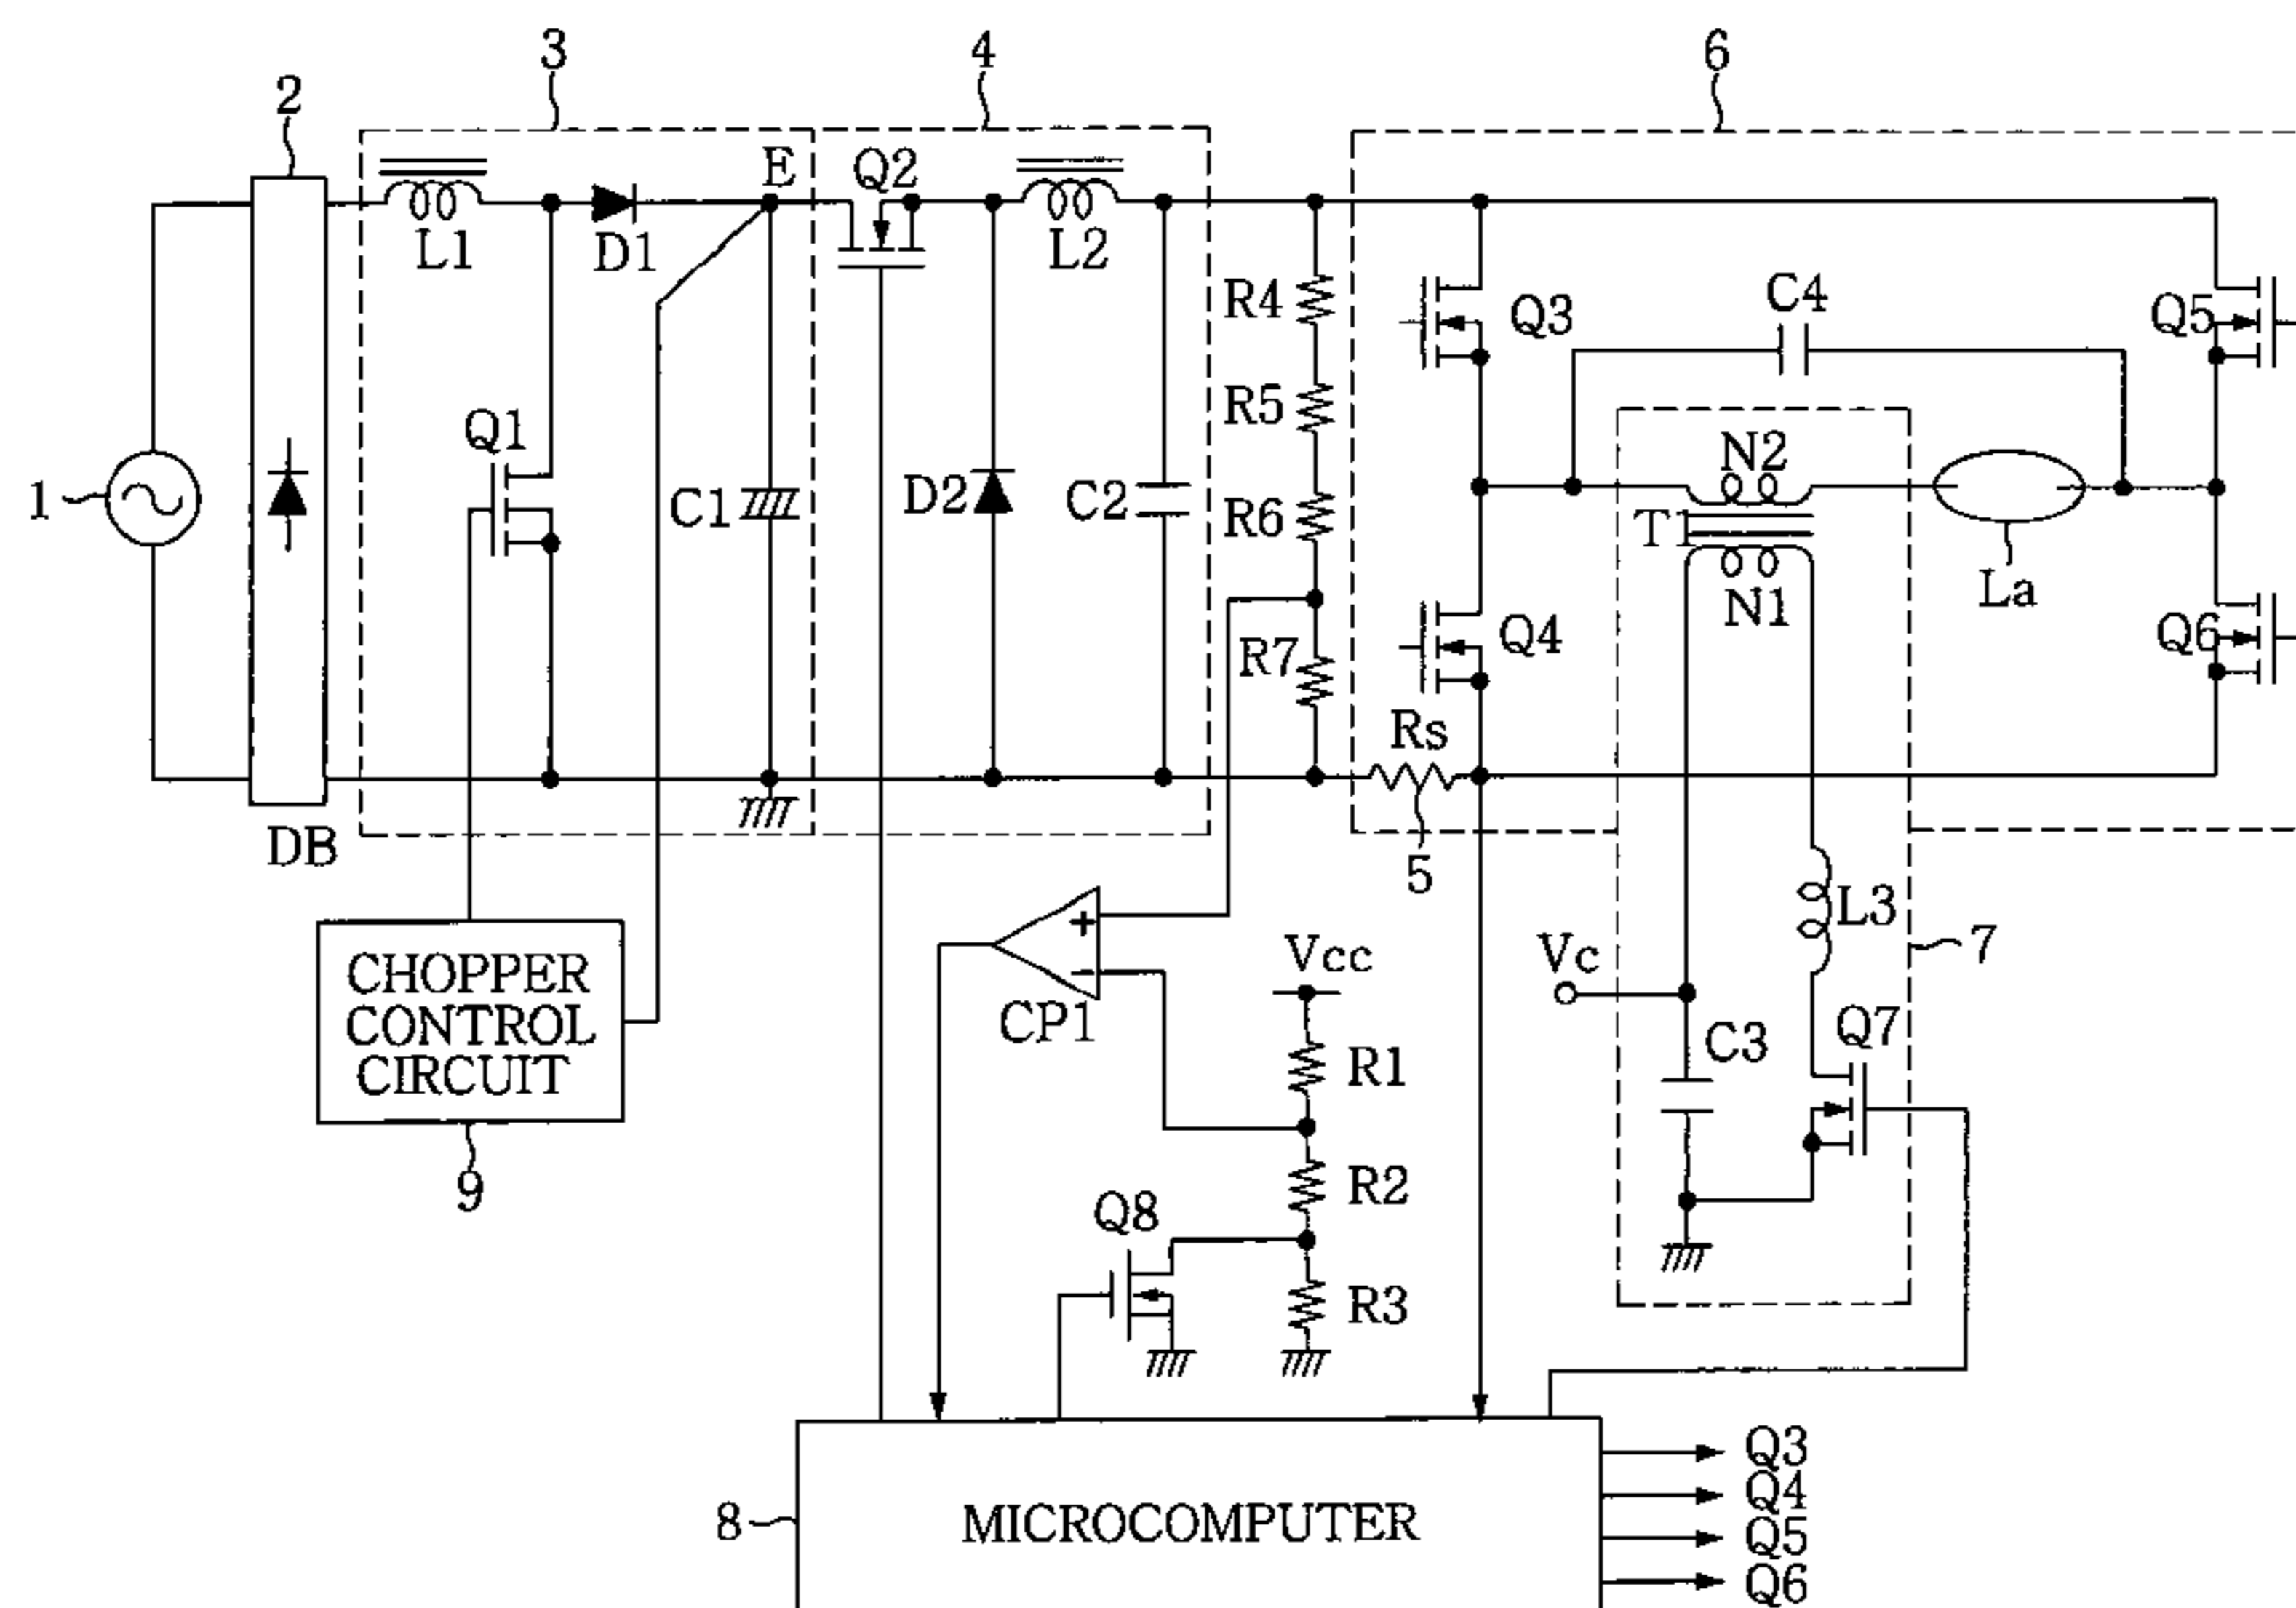 3
4
6
2
E
Q2
L1
D1
L2
R4
Q3
C4
Q5
Q1
R5
N2
1
C1
D2
C2
R6
T1
La
N1
R7
Q4
Q6
Rs
DB
5
L3
7
Vcc
Vc
CHOPPER
CONTROL
CIRCUIT
CP1
C3
Q7
R1
9
R2
Q8
R3
Q3
Q4
8
MICROCOMPUTER
Q5
Q6